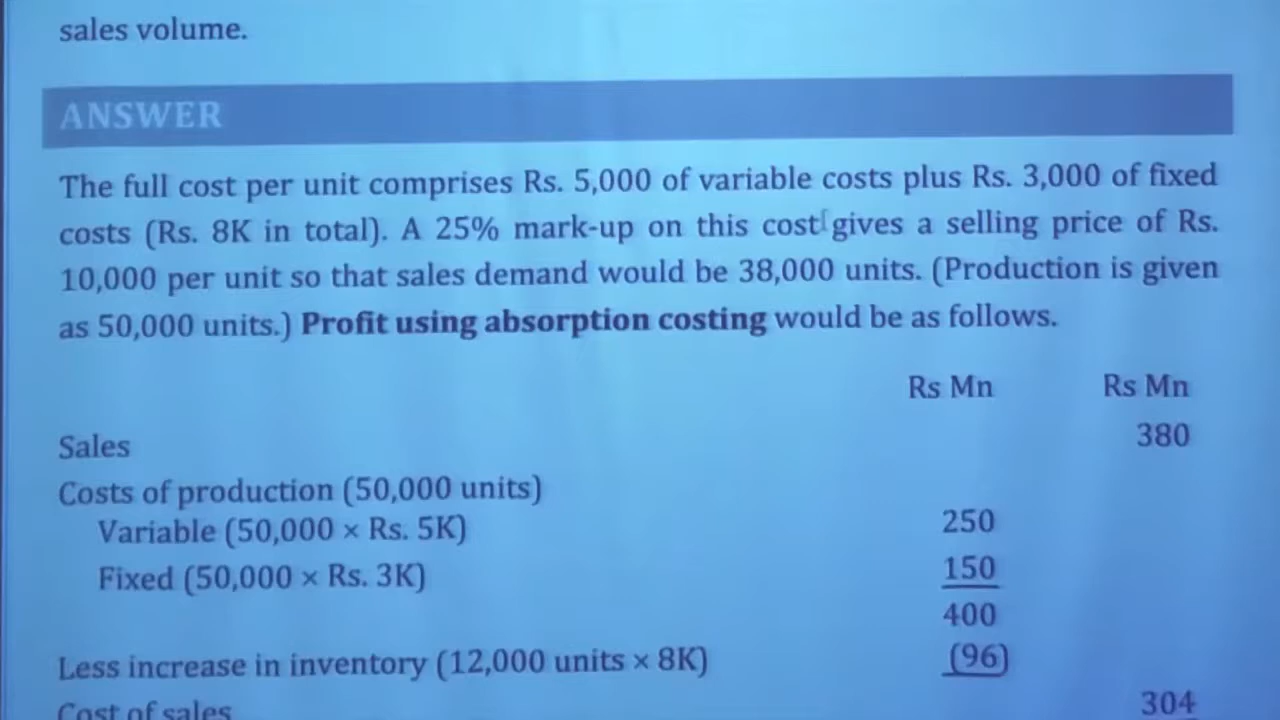 sales volume.
ANSWER
The full cost per unit comprises Rs. 5,000 of variable costs plus Rs. 3,000 of fixed
costs (Rs. 8K in total). A 25% mark-up on this cost gives a selling price of Rs.
10,000 per unit so that sales demand would be 38,000 units. (Production is given
as 50,000 units.) Profit using absorption costing would be as follows.
Rs Mn Rs Mn
Sales 380
Costs of production (50,000 units)
Variable (50,000 × Rs. 5K) 250
Fixed (50,000 × Rs. 3K) 150
400
Less increase in inventory (12,000 units × 8K) (96)
Cost of sales 304